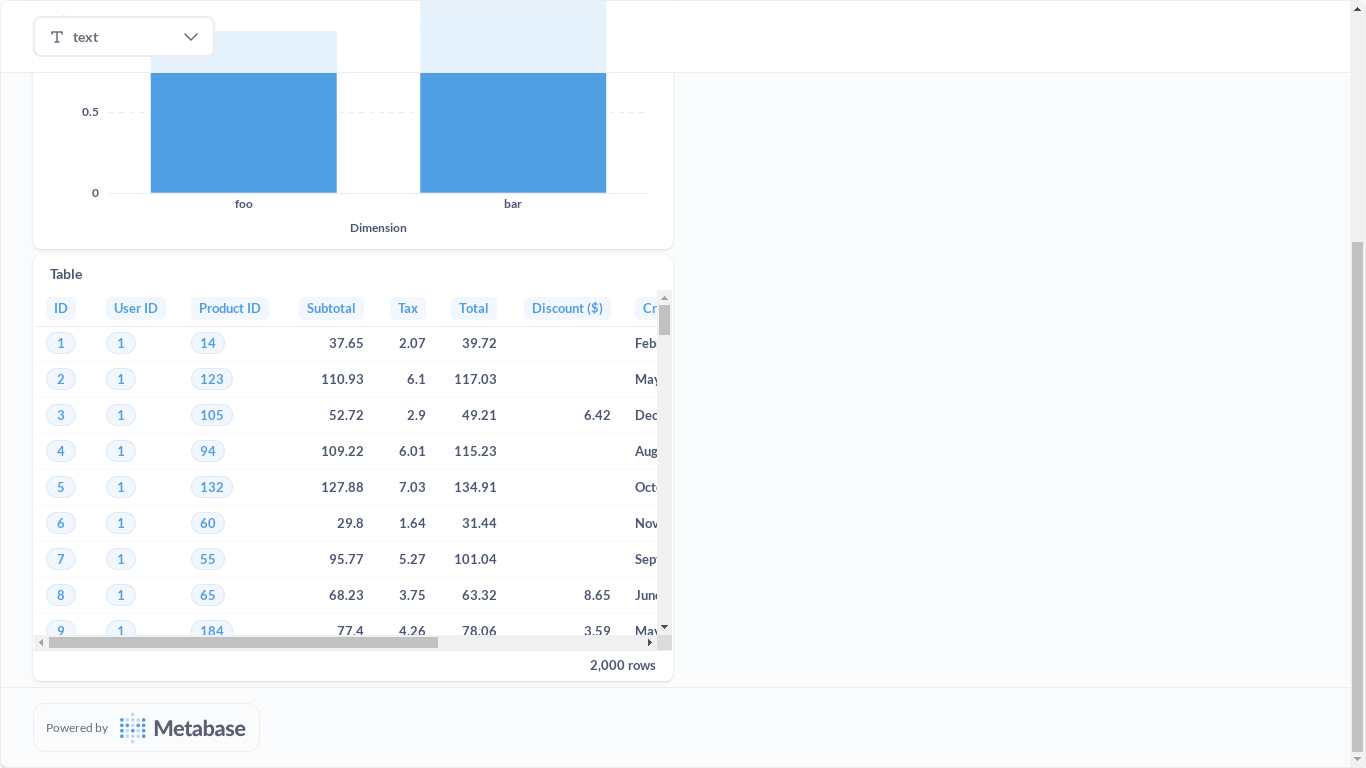 text
0.5
0
foo bar
Dimension
Table
ID User ID Product ID Subtotal Tax Total Discount ($) Cr
1 1 14 37.65 2.07 39.72 Feb
2 1 123 110.93 6.1 117.03 May
3 1 105 52.72 2.9 49.21 6.42 Dec
4 1 94 109.22 6.01 115.23 Aug
5 1 132 127.88 7.03 134.91 Oct
6 1 60 29.8 1.64 31.44 Nov
7 1 55 95.77 5.27 101.04 Sep
8 1 65 68.23 3.75 63.32 8.65 June
9 1 184 77.4 4.26 78.06 3.59 May
2,000 rows
Powered by Metabase